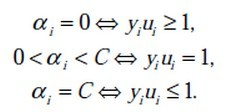 αᵢ = 0 ⇔ yᵢuᵢ ≥ 1,
0 < αᵢ < C ⇔ yᵢuᵢ = 1,
αᵢ = C ⇔ yᵢuᵢ ≤ 1.